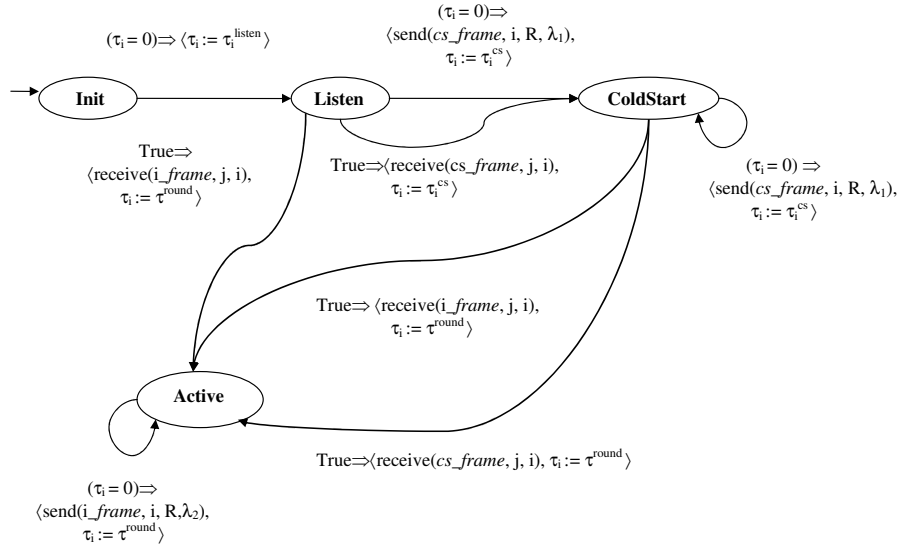 (τᵢ = 0)⇒
⟨send(cs_frame, i, R, λ₁),
τᵢ := τᵢᶜˢ⟩
(τᵢ = 0)⇒ ⟨τᵢ := τᵢˡⁱˢᵗᵉⁿ⟩
Init
Listen
ColdStart
True⇒
⟨receive(i_frame, j, i),
τᵢ := τʳᵒᵘⁿᵈ⟩
True⇒⟨receive(cs_frame, j, i),
τᵢ := τᵢᶜˢ⟩
(τᵢ = 0) ⇒
⟨send(cs_frame, i, R, λ₁),
τᵢ := τᵢᶜˢ⟩
True⇒ ⟨receive(i_frame, j, i),
τᵢ := τʳᵒᵘⁿᵈ⟩
Active
True⇒⟨receive(cs_frame, j, i), τᵢ := τʳᵒᵘⁿᵈ⟩
(τᵢ = 0)⇒
⟨send(i_frame, i, R,λ₂),
τᵢ := τʳᵒᵘⁿᵈ⟩